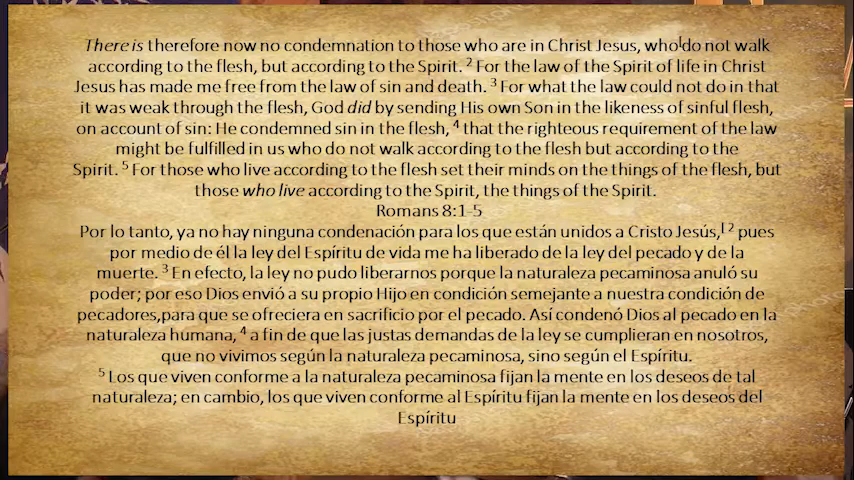 There is therefore now no condemnation to those who are in Christ Jesus, who[do not walk
according to the flesh, but according to the Spirit. ² For the law of the Spirit of life in Christ
Jesus has made me free from the law of sin and death. ³ For what the law could not do in that
it was weak through the flesh, God did by sending His own Son in the likeness of sinful flesh,
on account of sin: He condemned sin in the flesh, ⁴ that the righteous requirement of the law
might be fulfilled in us who do not walk according to the flesh but according to the
Spirit. ⁵ For those who live according to the flesh set their minds on the things of the flesh, but
those who live according to the Spirit, the things of the Spirit.
Romans 8:1-5
Por lo tanto, ya no hay ninguna condenación para los que están unidos a Cristo Jesús,[ ² pues
por medio de él la ley del Espíritu de vida me ha liberado de la ley del pecado y de la
muerte. ³ En efecto, la ley no pudo liberarnos porque la naturaleza pecaminosa anuló su
poder; por eso Dios envió a su propio Hijo en condición semejante a nuestra condición de
pecadores,para que se ofreciera en sacrificio por el pecado. Así condenó Dios al pecado en la
naturaleza humana, ⁴ a fin de que las justas demandas de la ley se cumplieran en nosotros,
que no vivimos según la naturaleza pecaminosa, sino según el Espíritu.
⁵ Los que viven conforme a la naturaleza pecaminosa fijan la mente en los deseos de tal
naturaleza; en cambio, los que viven conforme al Espíritu fijan la mente en los deseos del
Espíritu